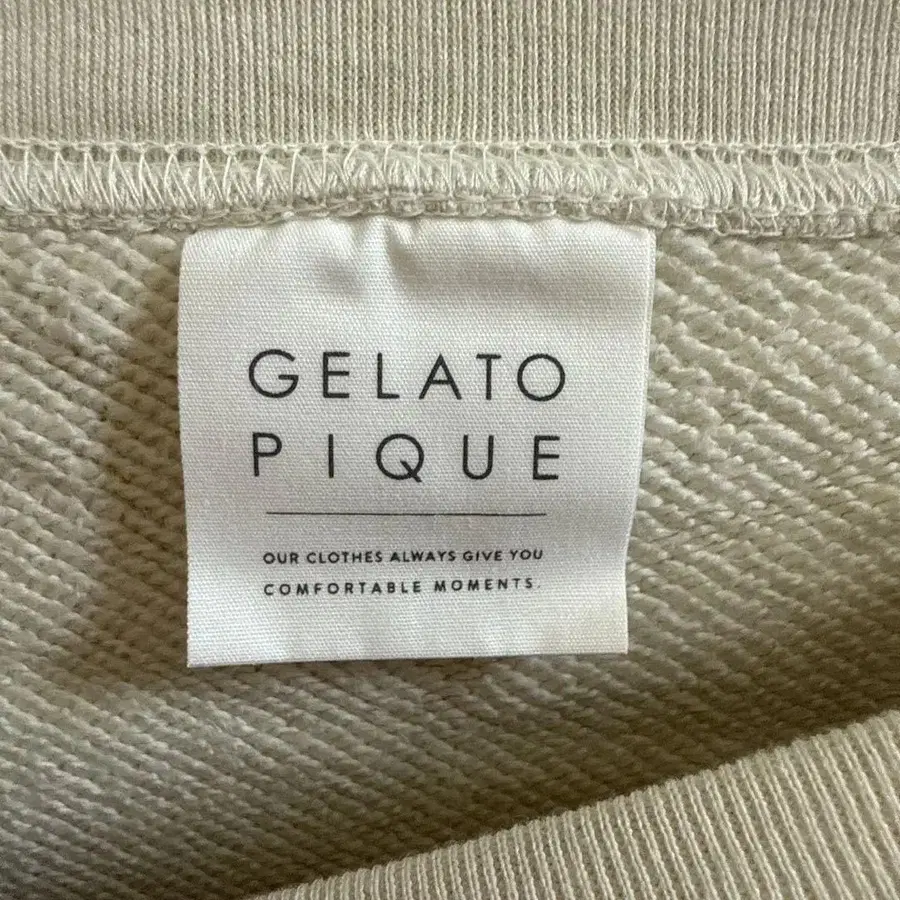 GELATO
PIQUE
OUR CLOTHES ALWAYS GIVE YOU
COMFORTABLE MOMENTS.